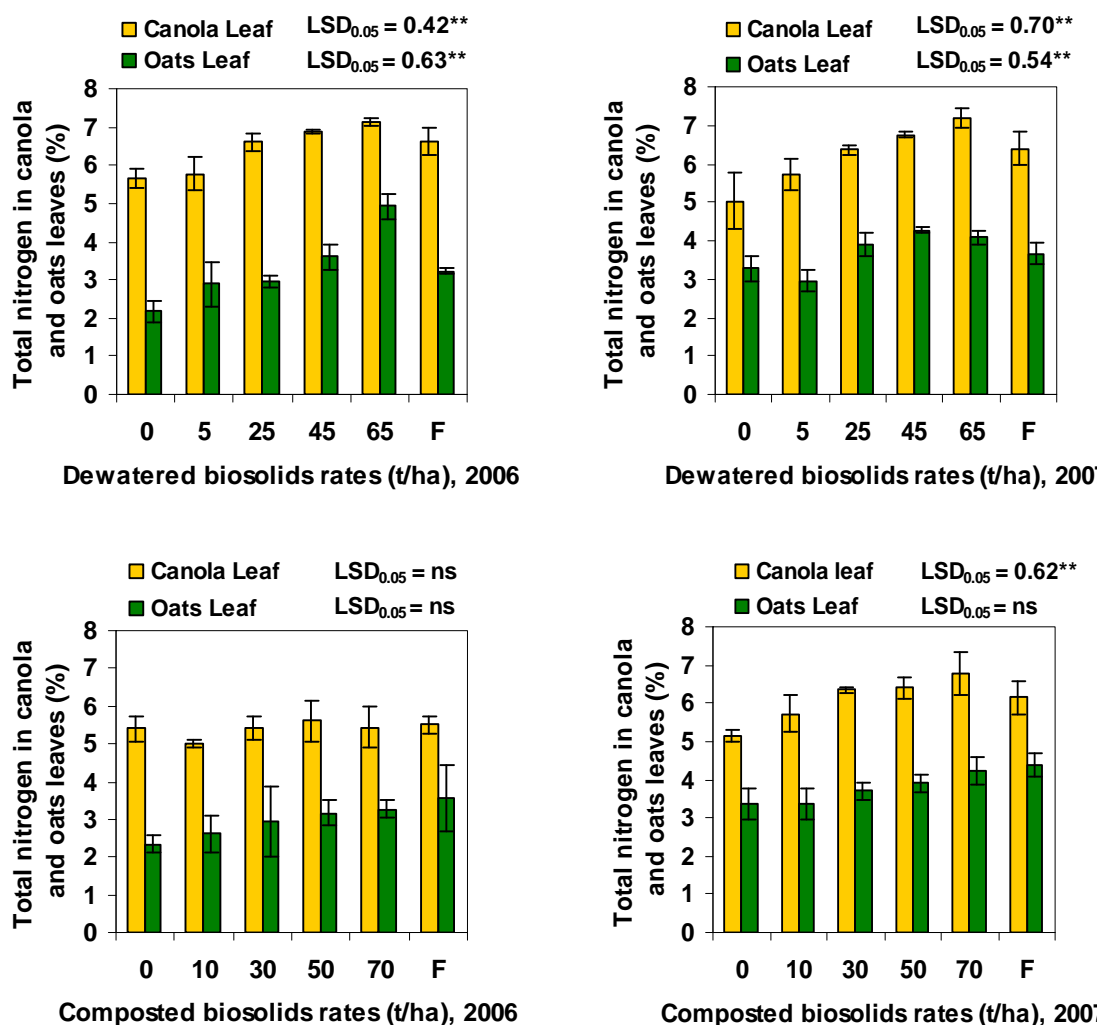 Canola Leaf LSD0.05 = 0.42**
Oats Leaf LSD0.05 = 0.63**
Total nitrogen in canola
and oats leaves (%)
8
7
6
5
4
3
2
1
0
0 5 25 45 65 F
Dewatered biosolids rates (t/ha), 2006
Canola Leaf LSD0.05 = 0.70**
Oats Leaf LSD0.05 = 0.54**
Total nitrogen in canola
and oats leaves (%)
8
7
6
5
4
3
2
1
0
0 5 25 45 65 F
Dewatered biosolids rates (t/ha), 2007
Canola Leaf LSD0.05 = ns
Oats Leaf LSD0.05 = ns
Total nitrogen in canola
and oats leaves (%)
8
7
6
5
4
3
2
1
0
0 10 30 50 70 F
Composted biosolids rates (t/ha), 2006
Canola leaf LSD0.05 = 0.62**
Oats Leaf LSD0.05 = ns
Total nitrogen in canola
and oats leaves (%)
8
7
6
5
4
3
2
1
0
0 10 30 50 70 F
Composted biosolids rates (t/ha), 2007